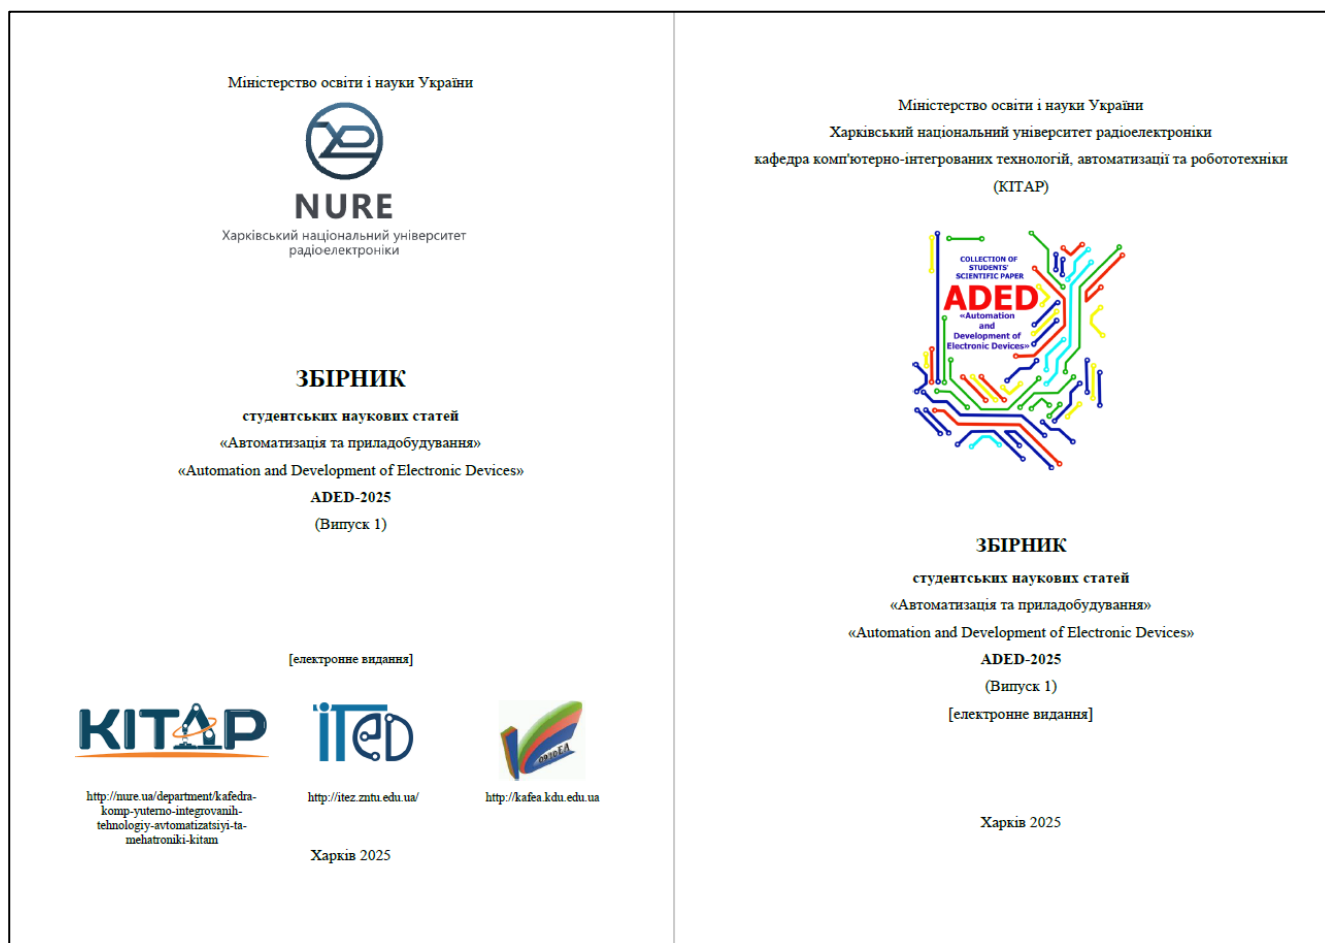 Міністерство освіти і науки України
NURE
Харківський національний університет
радіоелектроніки
ЗБІРНИК
студентських наукових статей
«Автоматизація та приладобудування»
«Automation and Development of Electronic Devices»
ADED-2025
(Випуск 1)
[електронне видання]
КІТАР
iTED
http://nure.ua/department/kafedra-
komp-yuterno-integrovanih-
tehnologiy-avtomatizatsiyi-ta-
mehatroniki-kitam
http://itez.zntu.edu.ua/
http://kafea.kdu.edu.ua
Харків 2025
Міністерство освіти і науки України
Харківський національний університет радіоелектроніки
кафедра комп'ютерно-інтегрованих технологій, автоматизації та робототехніки
(КІТАР)
COLLECTION OF
STUDENTS'
SCIENTIFIC PAPER
ADED
«Automation
and
Development of
Electronic Devices»
ЗБІРНИК
студентських наукових статей
«Автоматизація та приладобудування»
«Automation and Development of Electronic Devices»
ADED-2025
(Випуск 1)
[електронне видання]
Харків 2025